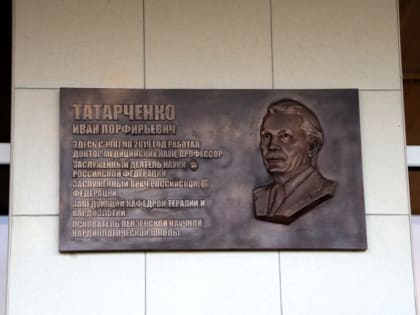 ТАТАРЧЕНКО
ИВАН ПОРФИРЬЕВИЧ
ЗДЕСЬ С 1981 ПО 2019 ГОД РАБОТАЛ
ДОКТОР МЕДИЦИНСКИХ НАУК, ПРОФЕССОР
ЗАСЛУЖЕННЫЙ ДЕЯТЕЛЬ НАУКИ
РОССИЙСКОЙ ФЕДЕРАЦИИ
ЗАСЛУЖЕННЫЙ ВРАЧ РОССИЙСКОЙ
ФЕДЕРАЦИИ
ЗАВЕДУЮЩИЙ КАФЕДРОЙ ТЕРАПИИ И
КАРДИОЛОГИИ
ОСНОВАТЕЛЬ ПЕНЗЕНСКОЙ НАУЧНОЙ
КАРДИОЛОГИЧЕСКОЙ ШКОЛЫ